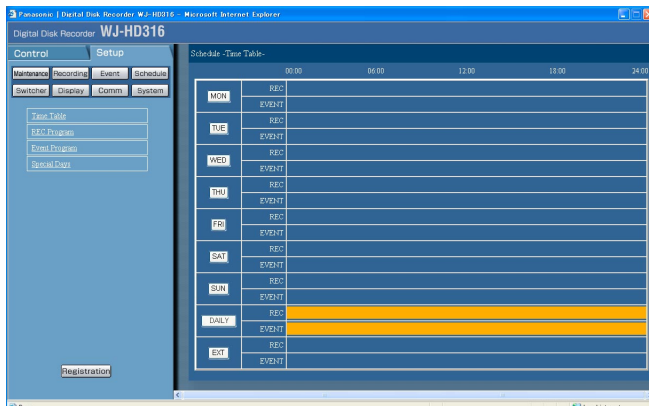 Panasonic | Digital Disk Recorder WJ-HD316 - Microsoft Internet Explorer
Digital Disk Recorder WJ-HD316
Control Setup
Maintenance Recording Event Schedule
Switcher Display Comm System
Time Table
REC Program
Event Program
Special Days
Registration
Schedule -Time Table-
00:00 06:00 12:00 18:00 24:00
MON REC
EVENT
TUE REC
EVENT
WED REC
EVENT
THU REC
EVENT
FRI REC
EVENT
SAT REC
EVENT
SUN REC
EVENT
DAILY REC
EVENT
EXT REC
EVENT